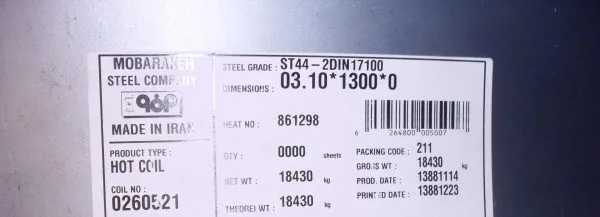 MOBARAKEH
STEEL COMPANY
MADE IN IRAN
PRODUCT TYPE :
HOT COIL
COIL NO :
0260521
STEEL GRADE : ST44-2DIN17100
DIMENSIONS : 03.10*1300*0
HEAT NO : 861298
6 264800 005007
QTY : 0000 sheets
PACKING CODE : 211
NET WT : 18430 kg
GROSS WT : 18430 kg
PROD. DATE : 13881114
THEOREI WT : 18430 kg
PRINTED DATE : 13881223